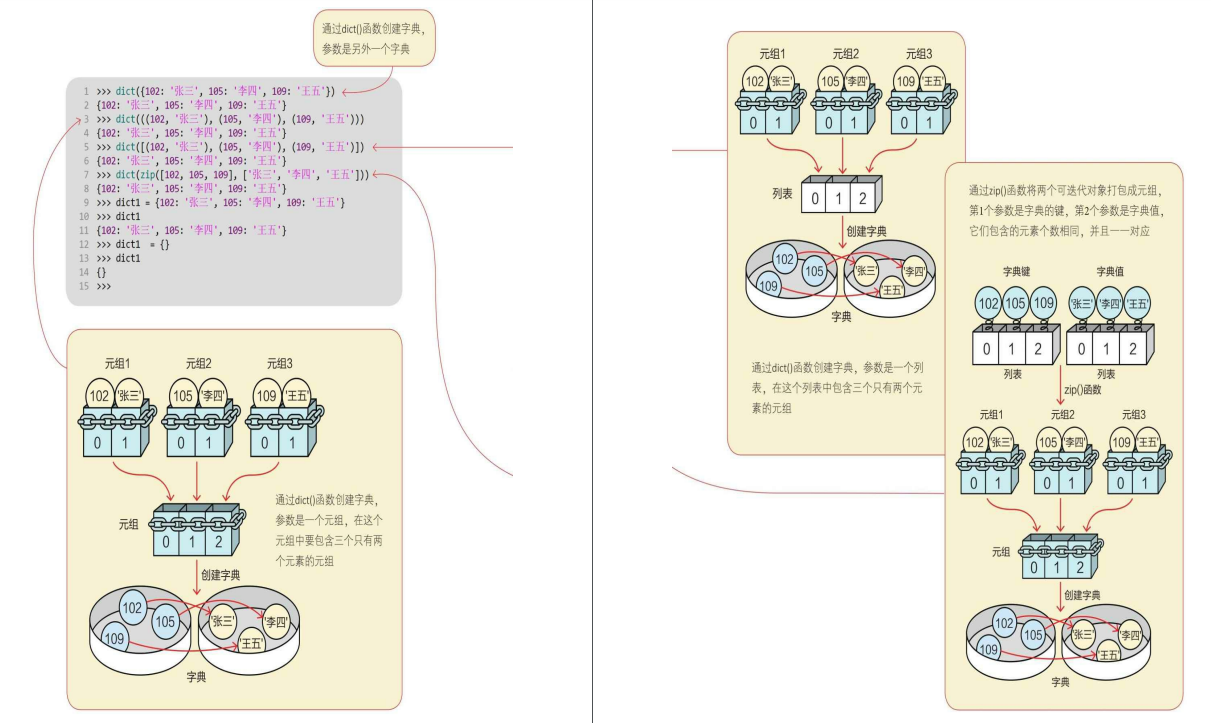 通过dict()函数创建字典，
参数是另外一个字典
1 >>> dict({102: '张三', 105: '李四', 109: '王五'})
2 {102: '张三', 105: '李四', 109: '王五'}
3 >>> dict(((102, '张三'), (105, '李四'), (109, '王五')))
4 {102: '张三', 105: '李四', 109: '王五'}
5 >>> dict([(102, '张三'), (105, '李四'), (109, '王五')])
6 {102: '张三', 105: '李四', 109: '王五'}
7 >>> dict(zip([102, 105, 109], ['张三', '李四', '王五']))
8 {102: '张三', 105: '李四', 109: '王五'}
9 >>> dict1 = {102: '张三', 105: '李四', 109: '王五'}
10 >>> dict1
11 {102: '张三', 105: '李四', 109: '王五'}
12 >>> dict1  = {}
13 >>> dict1
14 {}
15 >>>
元组1 元组2 元组3
102 '张三' 105 '李四' 109 '王五'
0 1 0 1 0 1
通过dict()函数创建字典，
参数是一个元组，在这个
元组中要包含三个只有两
个元素的元组
元组
0 1 2
创建字典
102 105 109 '张三' '李四' '王五'
字典
元组1 元组2 元组3
102 '张三' 105 '李四' 109 '王五'
0 1 0 1 0 1
列表 0 1 2
创建字典
102 105 109 '张三' '李四' '王五'
字典
通过dict()函数创建字典，参数是一个列
表，在这个列表中包含三个只有两个元
素的元组
通过zip()函数将两个可迭代对象打包成元组，
第1个参数是字典的键，第2个参数是字典值，
它们包含的元素个数相同，并且一一对应
字典键 字典值
102 105 109 '张三' '李四' '王五'
0 1 2 0 1 2
列表 列表
zip()函数
元组1 元组2 元组3
102 '张三' 105 '李四' 109 '王五'
0 1 0 1 0 1
元组
0 1 2
创建字典
102 105 109 '张三' '李四' '王五'
字典